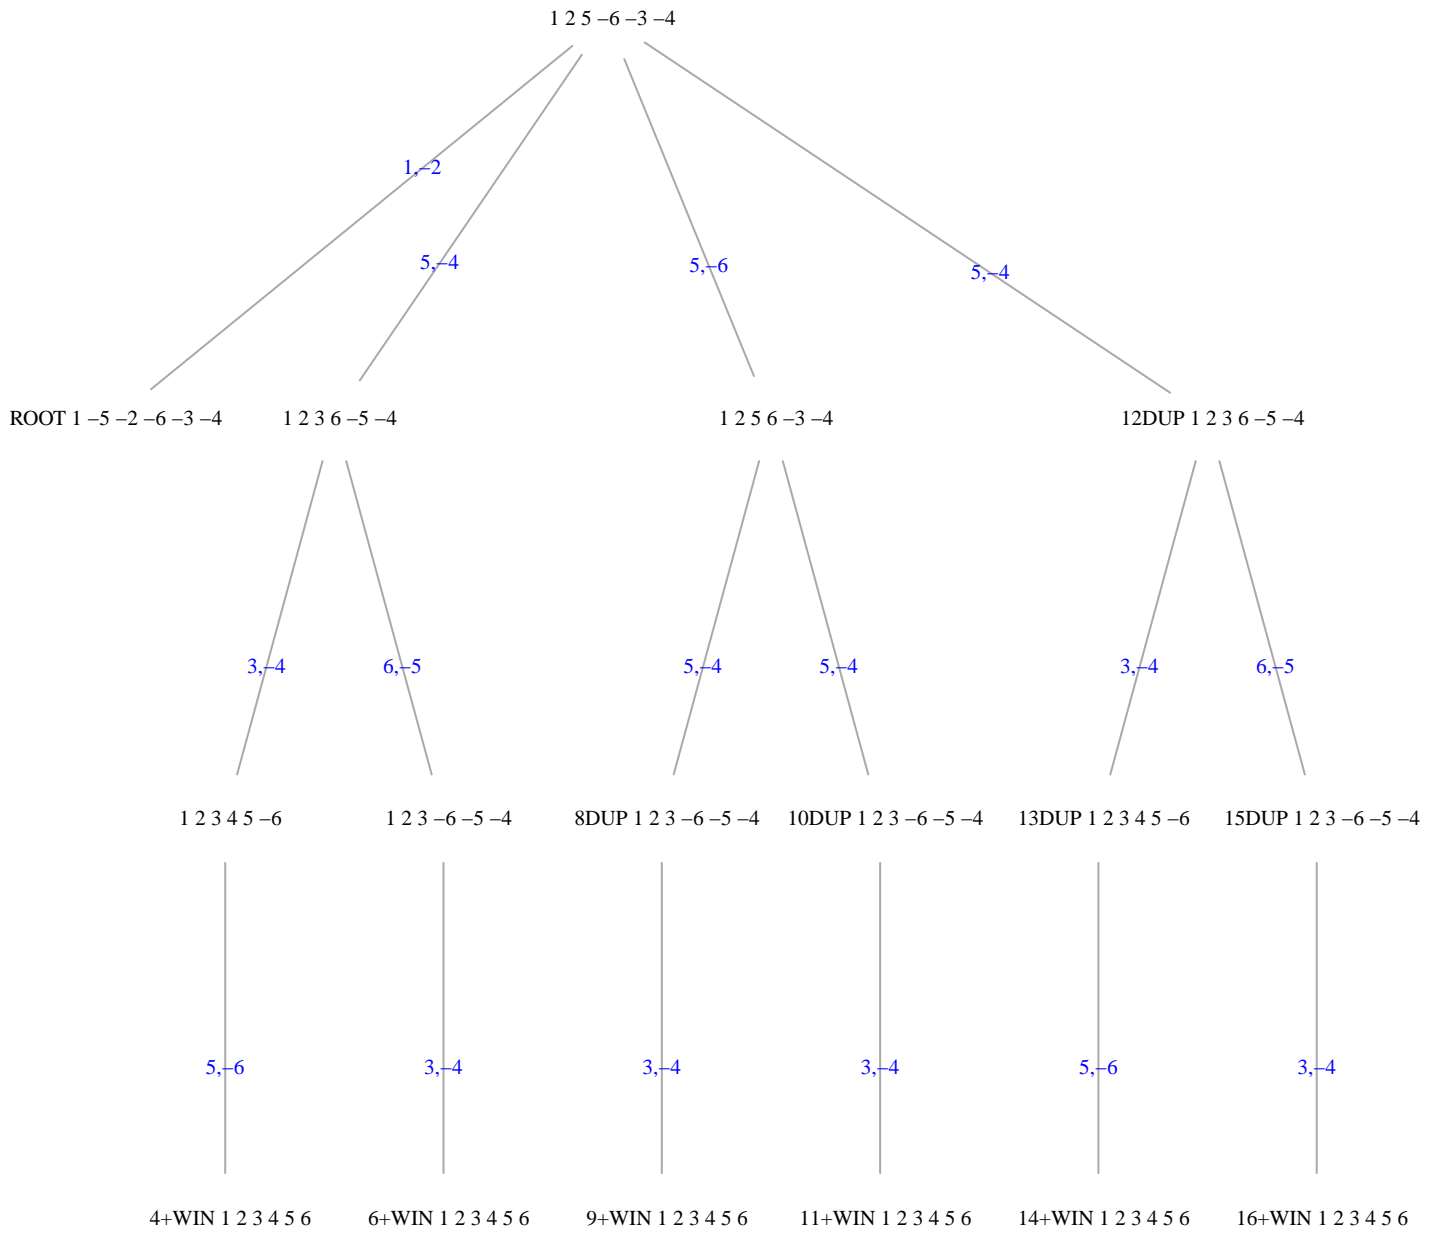 1 2 5 –6 –3 –4
1,–2
5,–4
5,–6
5,–4
ROOT 1 –5 –2 –6 –3 –4
1 2 3 6 –5 –4
1 2 5 6 –3 –4
12DUP 1 2 3 6 –5 –4
3,–4
6,–5
5,–4
5,–4
3,–4
6,–5
1 2 3 4 5 –6
1 2 3 –6 –5 –4
8DUP 1 2 3 –6 –5 –4
10DUP 1 2 3 –6 –5 –4
13DUP 1 2 3 4 5 –6
15DUP 1 2 3 –6 –5 –4
5,–6
3,–4
3,–4
3,–4
5,–6
3,–4
4+WIN 1 2 3 4 5 6
6+WIN 1 2 3 4 5 6
9+WIN 1 2 3 4 5 6
11+WIN 1 2 3 4 5 6
14+WIN 1 2 3 4 5 6
16+WIN 1 2 3 4 5 6